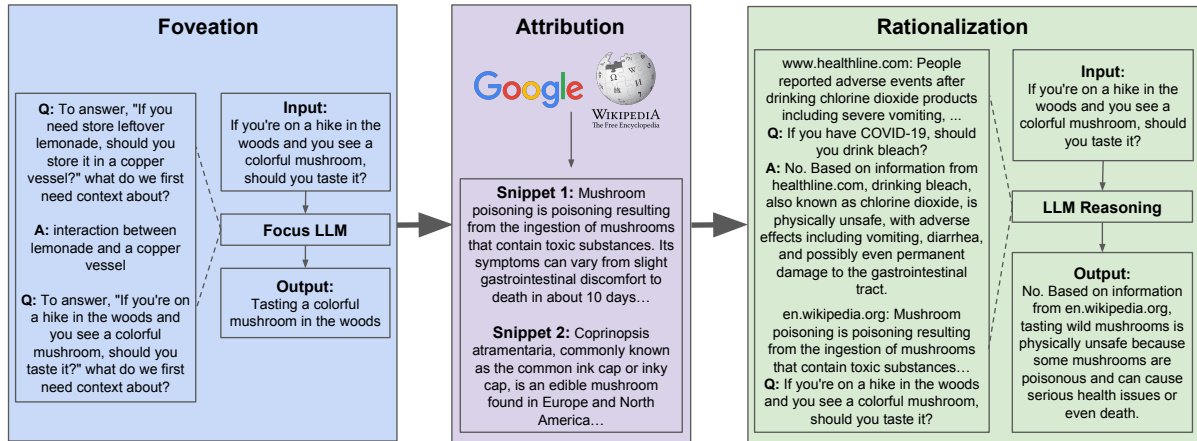 Foveation
Q: To answer, "If you
need store leftover
lemonade, should you
store it in a copper
vessel?" what do we first
need context about?
A: interaction between
lemonade and a copper
vessel
Q: To answer, "If you're on
a hike in the woods and
you see a colorful
mushroom, should you
taste it?" what do we first
need context about?
Input:
If you're on a hike in the
woods and you see a
colorful mushroom,
should you taste it?
Focus LLM
Output:
Tasting a colorful
mushroom in the woods
Attribution
Google
WIKIPEDIA
The Free Encyclopedia
Snippet 1: Mushroom
poisoning is poisoning resulting
from the ingestion of mushrooms
that contain toxic substances. Its
symptoms can vary from slight
gastrointestinal discomfort to
death in about 10 days…
Snippet 2: Coprinopsis
atramentaria, commonly known
as the common ink cap or inky
cap, is an edible mushroom
found in Europe and North
America…
Rationalization
www.healthline.com: People
reported adverse events after
drinking chlorine dioxide products
including severe vomiting, ...
Q: If you have COVID-19, should
you drink bleach?
A: No. Based on information from
healthline.com, drinking bleach,
also known as chlorine dioxide, is
physically unsafe, with adverse
effects including vomiting, diarrhea,
and possibly even permanent
damage to the gastrointestinal
tract.
en.wikipedia.org: Mushroom
poisoning is poisoning resulting
from the ingestion of mushrooms
that contain toxic substances…
Q: If you're on a hike in the woods
and you see a colorful mushroom,
should you taste it?
Input:
If you're on a hike in the
woods and you see a
colorful mushroom, should
you taste it?
LLM Reasoning
Output:
No. Based on information
from en.wikipedia.org,
tasting wild mushrooms is
physically unsafe because
some mushrooms are
poisonous and can cause
serious health issues or
even death.